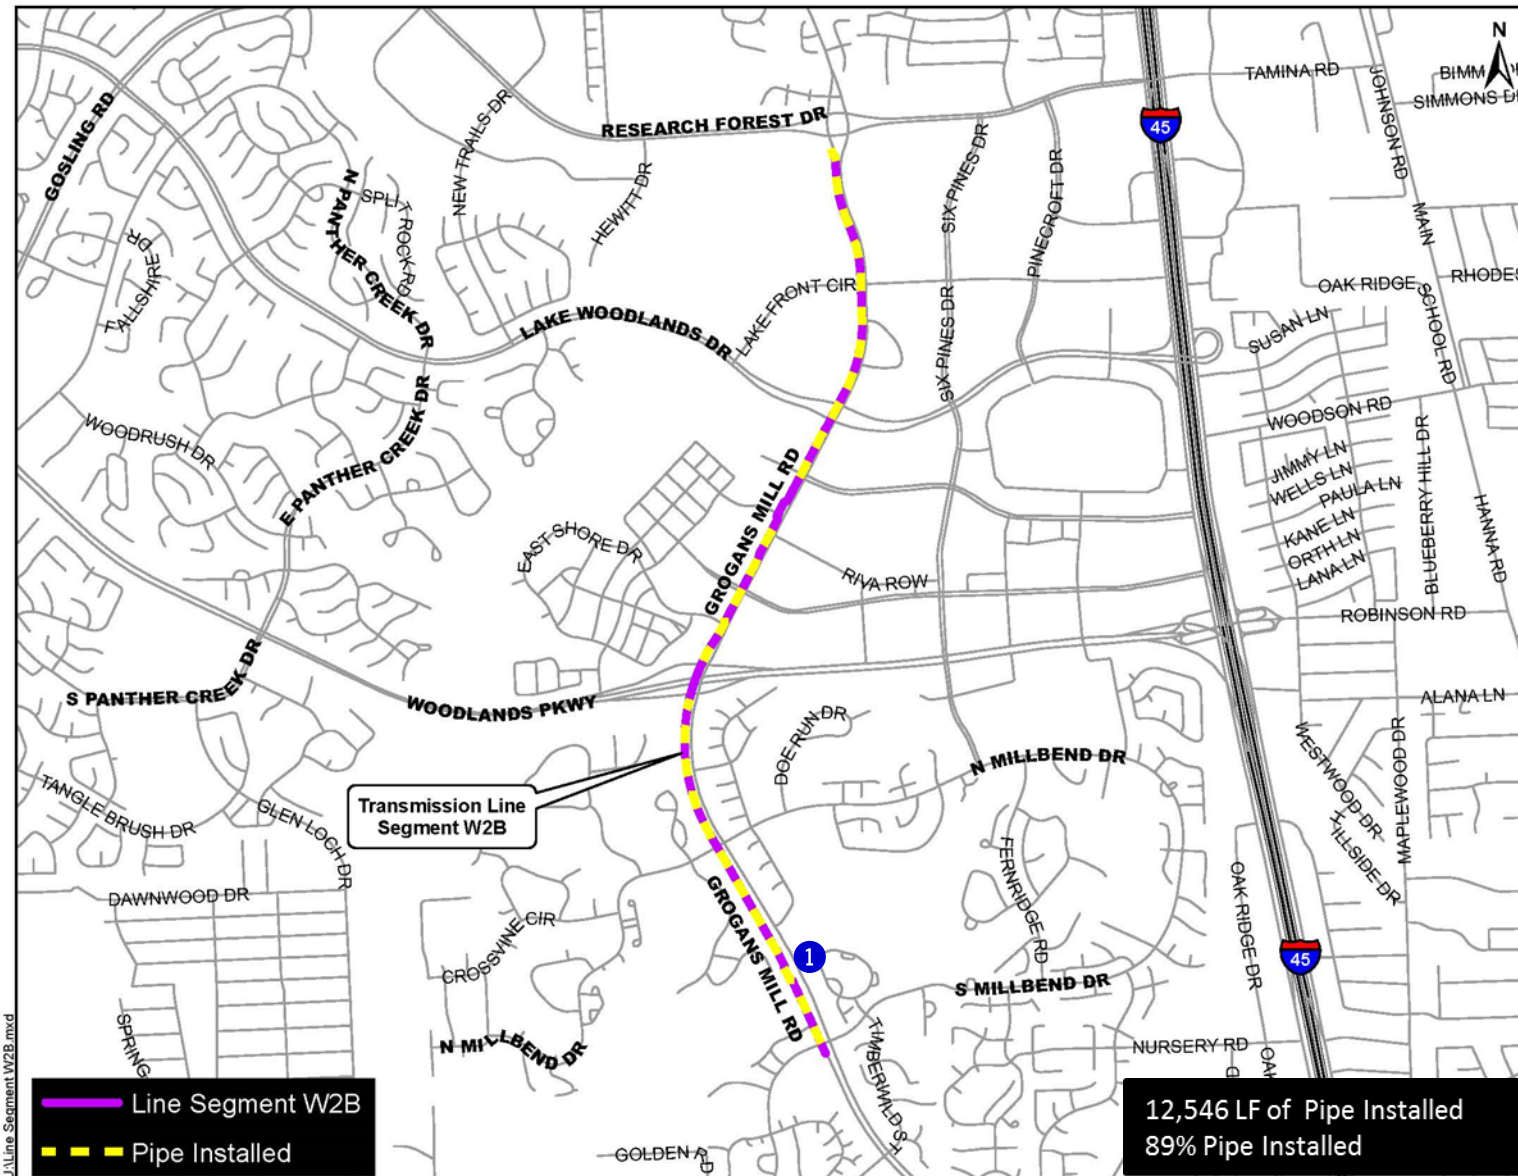 N
TAMINA RD
JOHNSON RD
SIMMONS
45
GOSLING RD
RESEARCH FOREST DR
NEW TRAILS DR
HEWITT DR
SIX PINES DR
PINECROFT DR
N PANTHER CREEK DR
SPLIT ROCK RD
FALLSHIRE DR
MAIN
OAK RIDGE SCHOOL RD
RHODES
LAKE FRONT CIR
LAKE WOODLANDS DR
SIX PINES DR
SUSAN LN
WOODSON RD
WOODRUSH DR
E PANTHER CREEK DR
GROGANS MILL RD
JIMMY LN
WELLS LN
PAULA LN
KANE LN
ORTH LN
LANA LN
BLUEBERRY HILL DR
HANNA RD
EAST SHORE DR
RIVA ROW
ROBINSON RD
S PANTHER CREEK DR
WOODLANDS PKWY
ALANA LN
DOE RUN DR
N MILLBEND DR
WESTWOOD DR
MAPLEWOOD DR
HILLSIDE DR
TANGLE BRUSH DR
GLEN LOCH DR
Transmission Line
Segment W2B
DAWNWOOD DR
FERNRIDGE RD
OAK RIDGE DR
CROSSVINE CIR
GROGANS MILL RD
1
45
S MILLBEND DR
SPRING
N MILLBEND DR
TIMBERWILD
NURSERY RD
OAK
GOLDEN
J:\Line Segment W2B.mxd
Line Segment W2B
Pipe Installed
12,546 LF of Pipe Installed
89% Pipe Installed